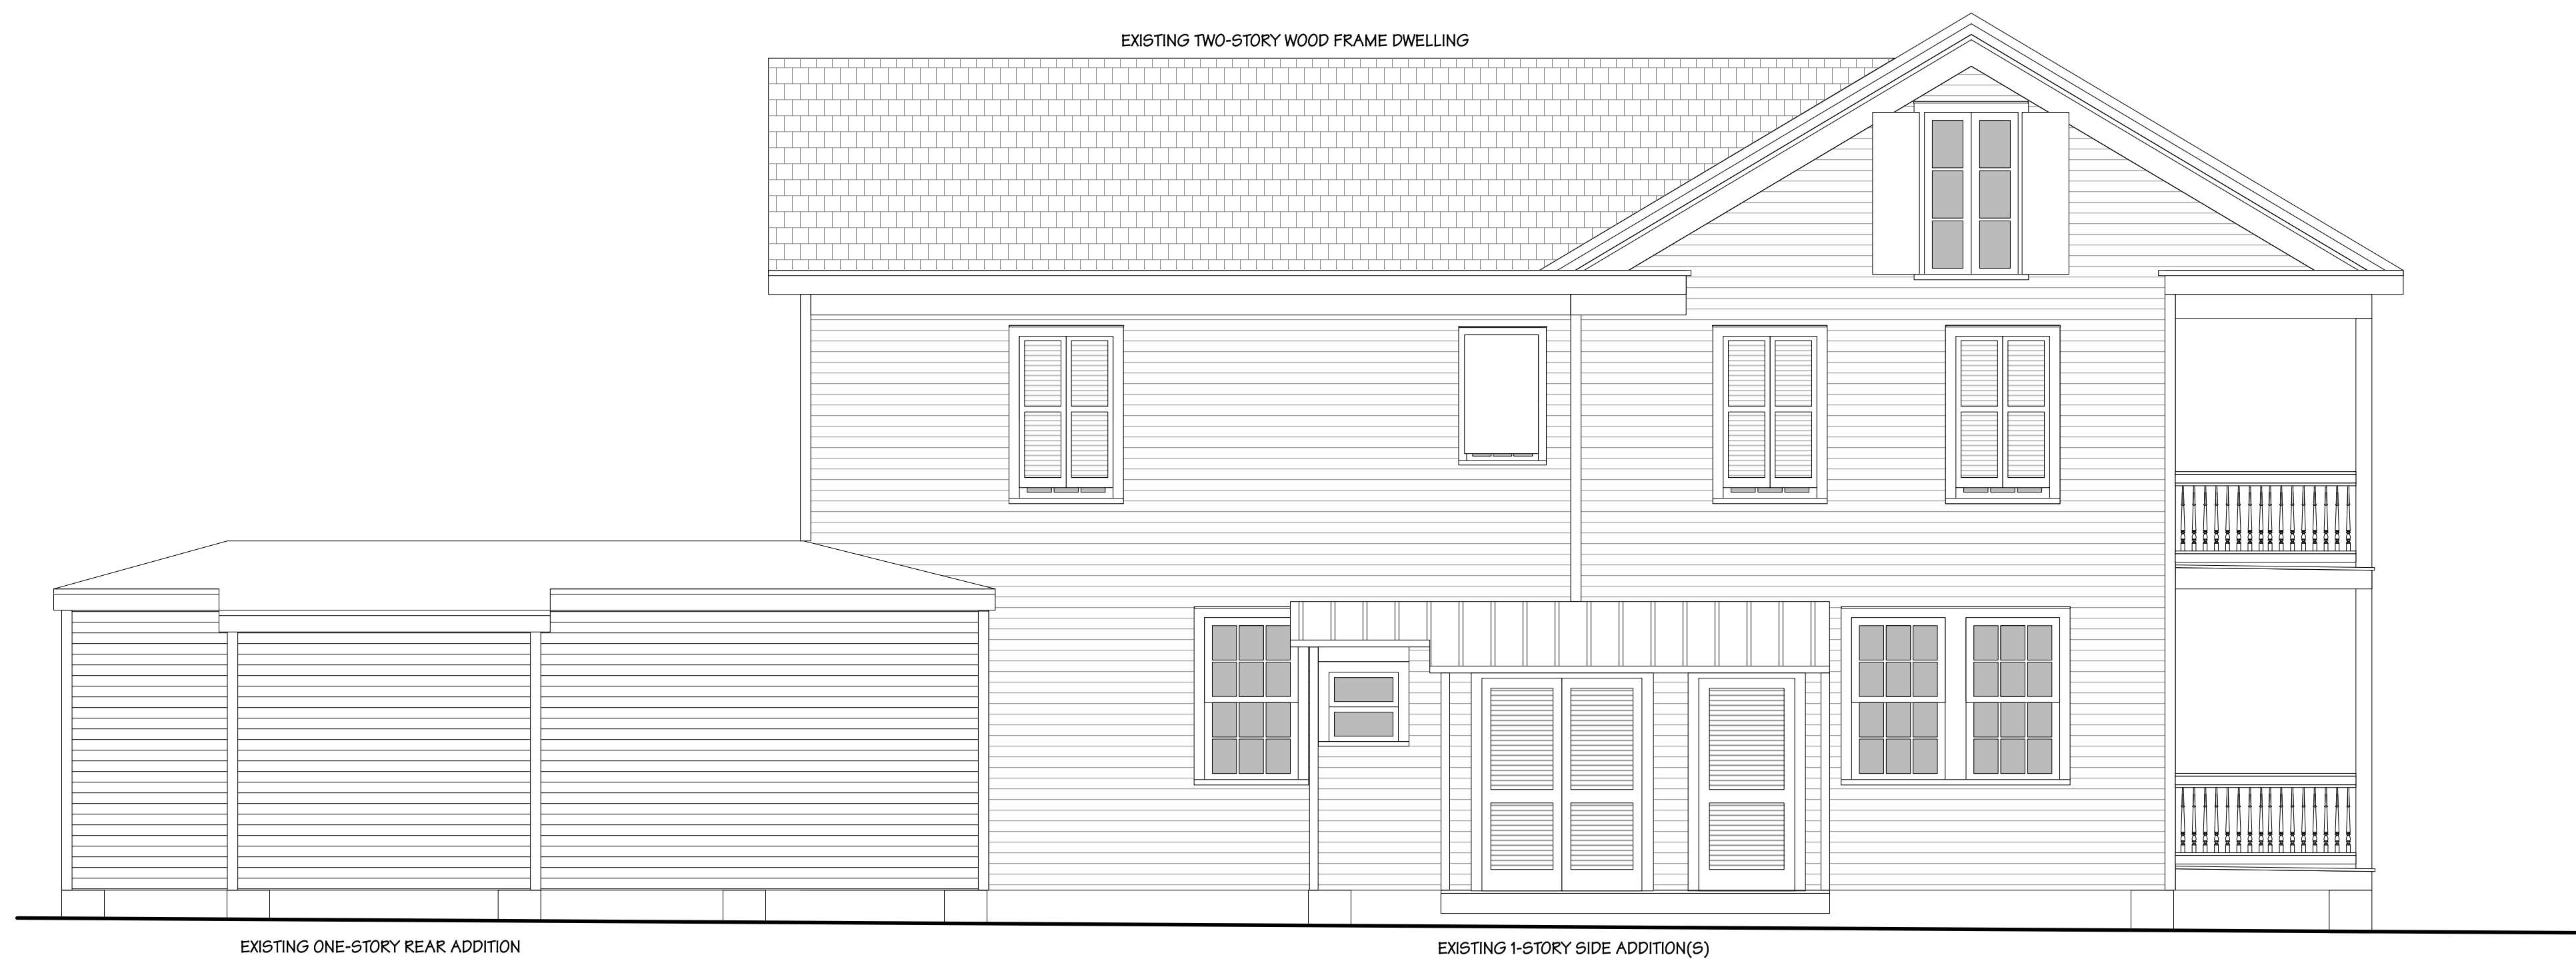 EXISTING TWO-STORY WOOD FRAME DWELLING
EXISTING ONE-STORY REAR ADDITION
EXISTING 1-STORY SIDE ADDITION(S)